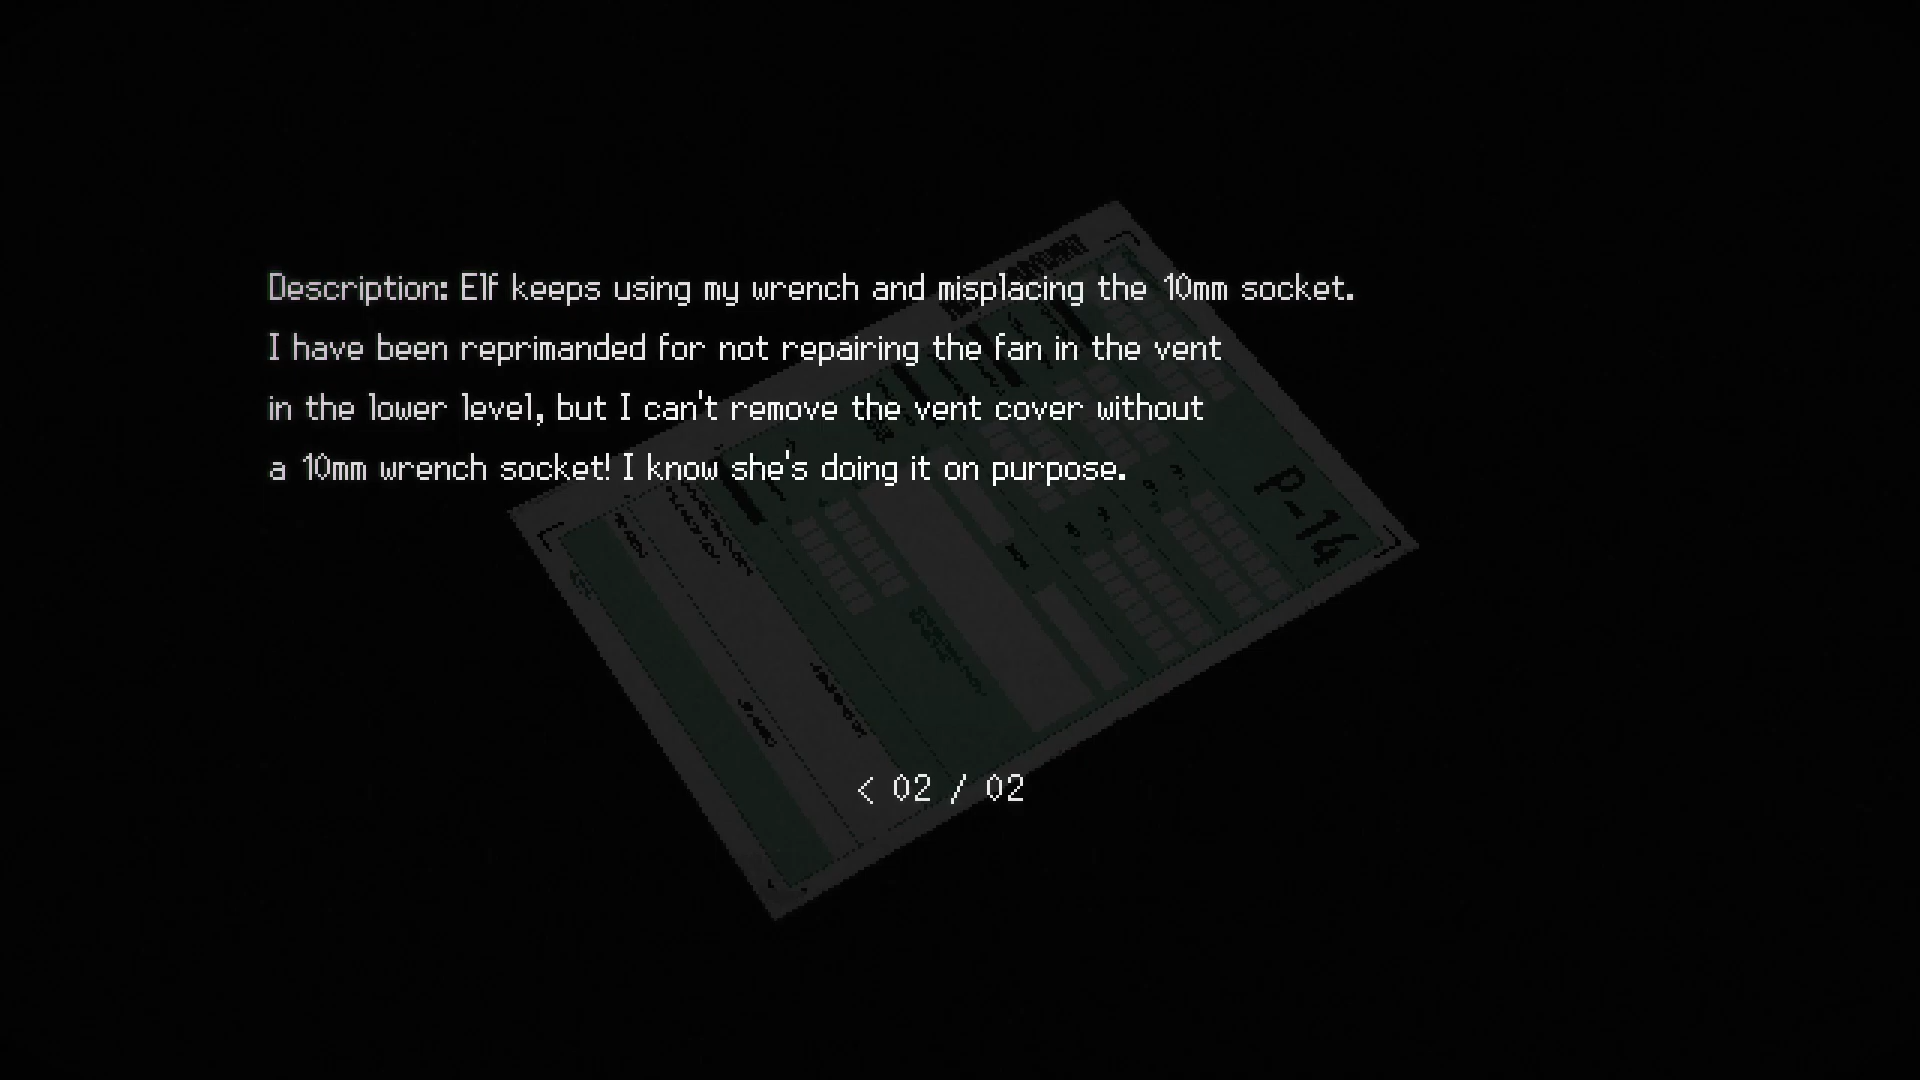 Description: Elf keeps using my wrench and misplacing the 10mm socket.
I have been reprimanded for not repairing the fan in the vent
in the lower level, but I can't remove the vent cover without
a 10mm wrench socket! I know she's doing it on purpose.
P-14
< 02 / 02